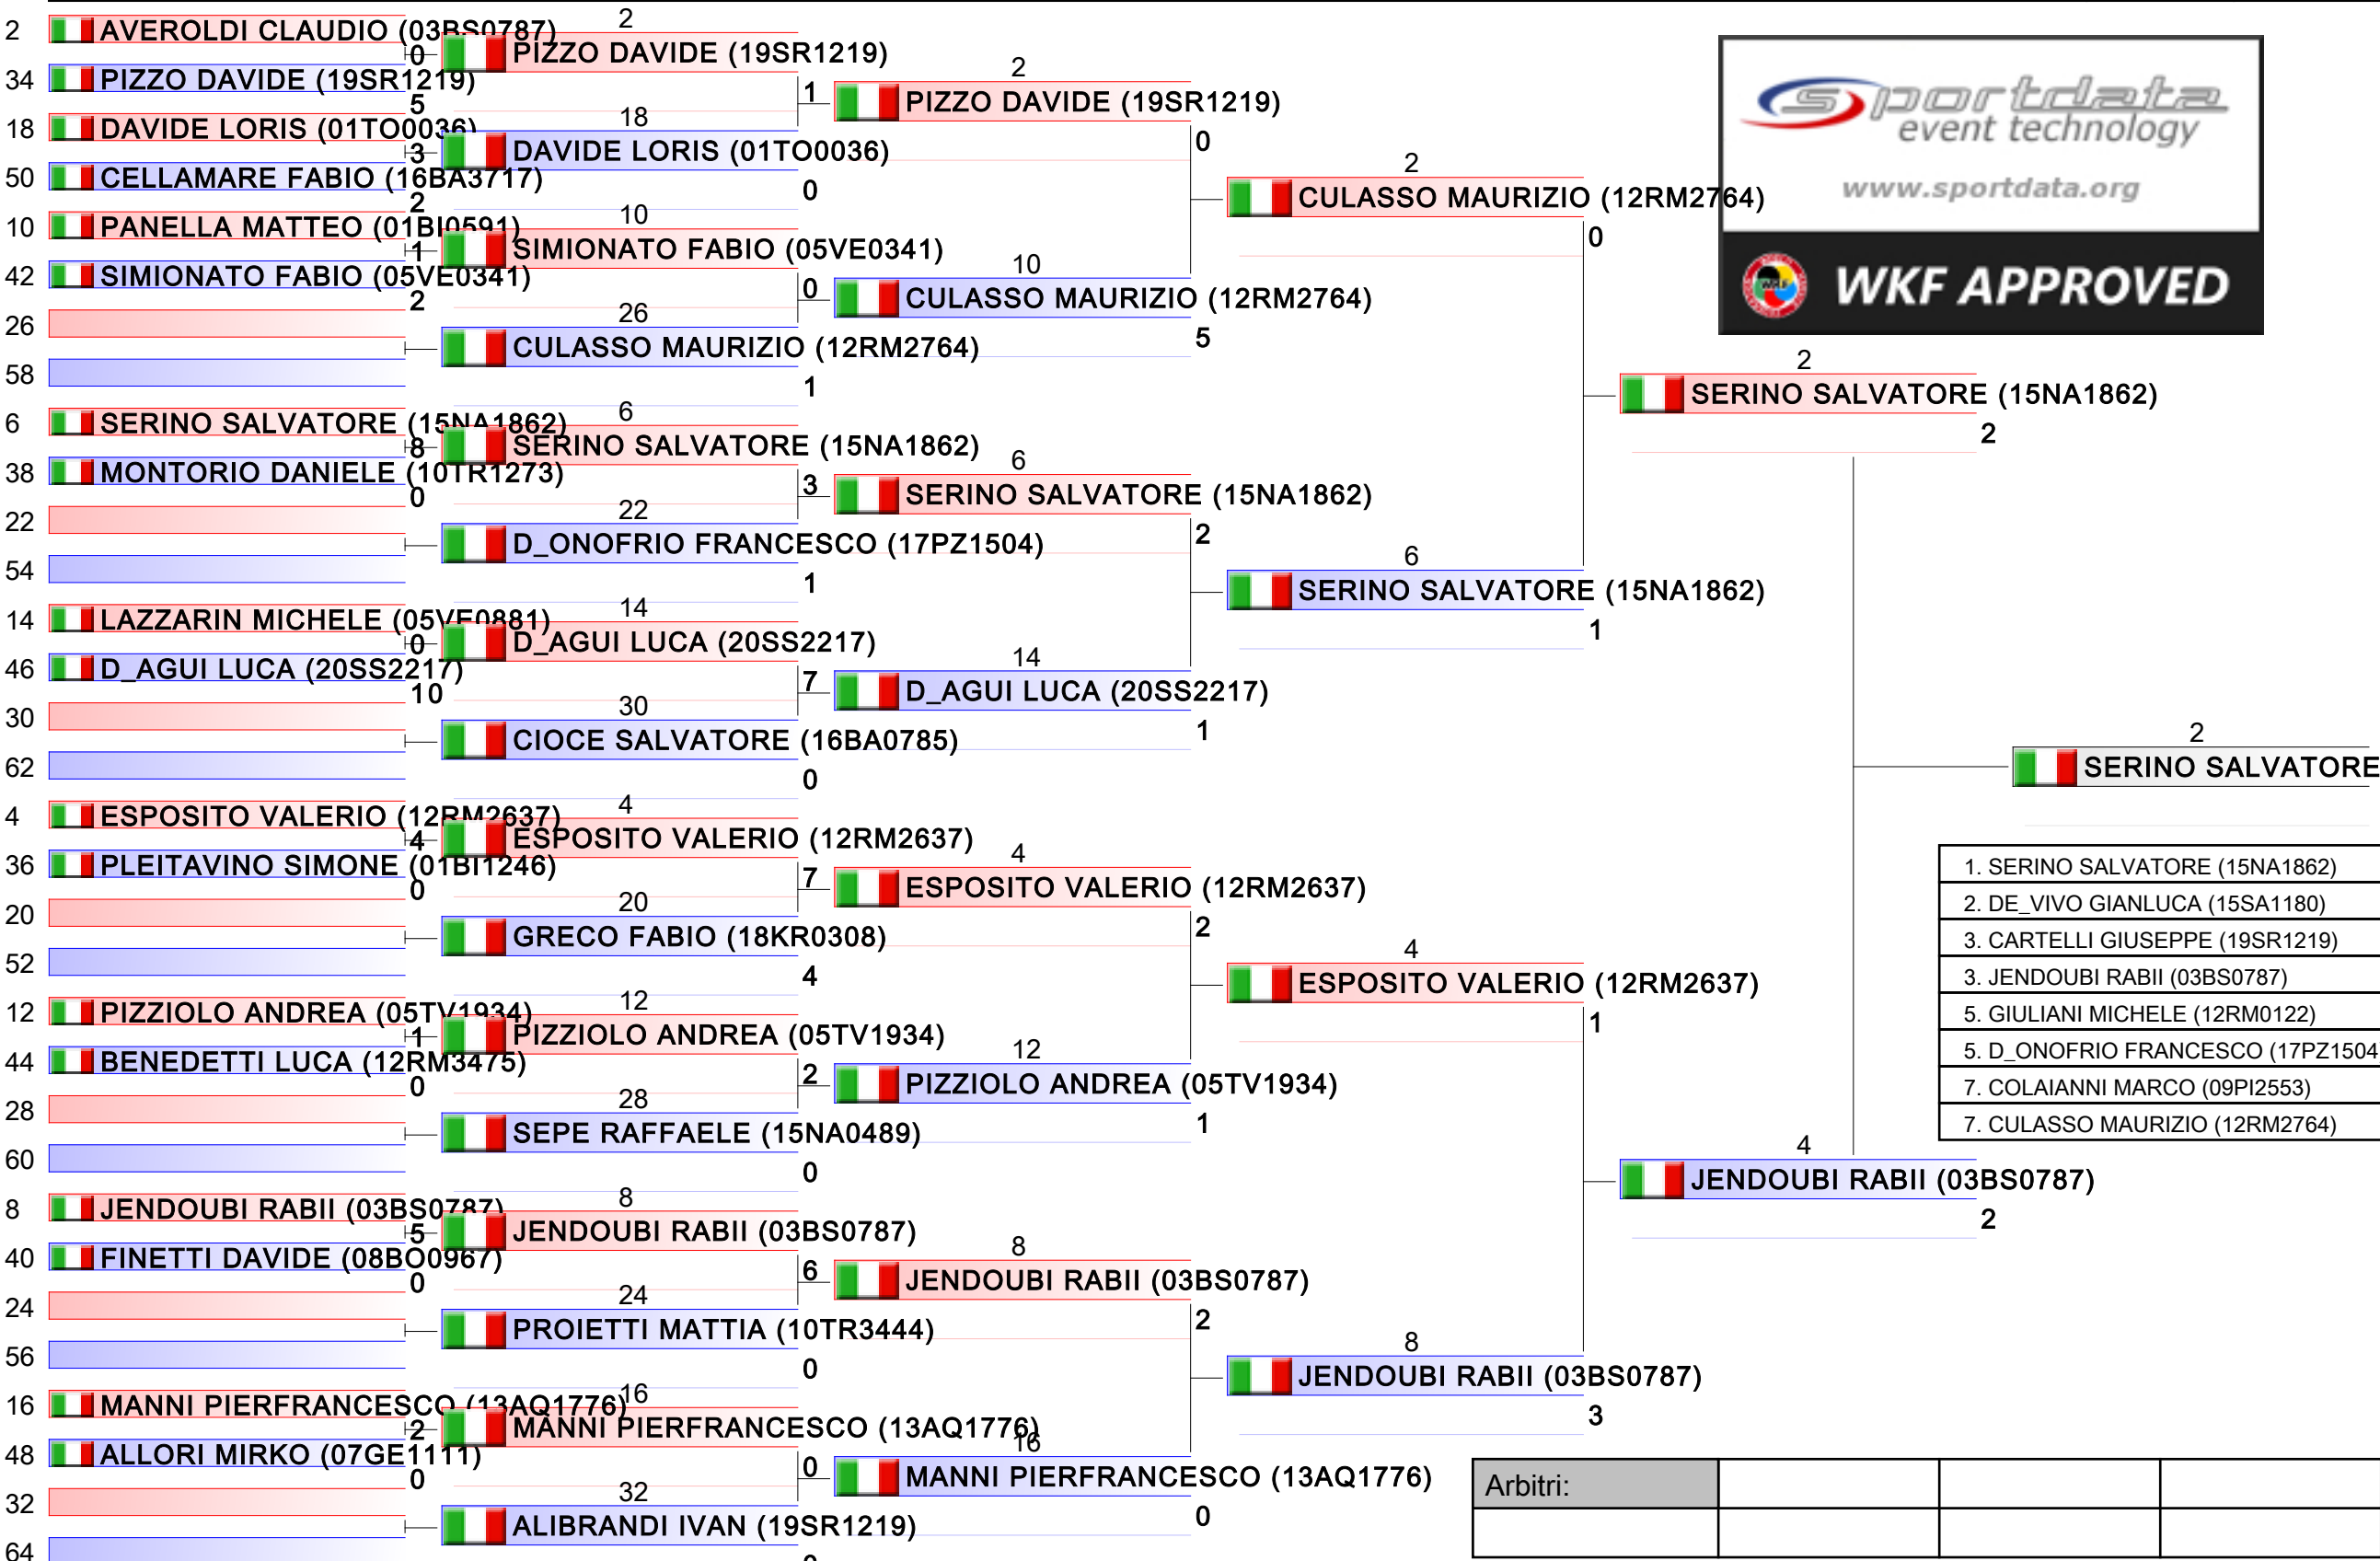 2 AVEROLDI CLAUDIO (03BS0787)
0
34 PIZZO DAVIDE (19SR1219)
5
18 DAVIDE LORIS (01TO0036)
3
50 CELLAMARE FABIO (16BA3717)
2
10 PANELLA MATTEO (01BI0591)
1
42 SIMIONATO FABIO (05VE0341)
2
26
58
6 SERINO SALVATORE (15NA1862)
8
38 MONTORIO DANIELE (10TR1273)
0
22
54
14 LAZZARIN MICHELE (05VE0881)
0
46 D_AGUI LUCA (20SS2217)
10
30
62
4 ESPOSITO VALERIO (12RM2637)
4
36 PLEITAVINO SIMONE (01BI1246)
0
20
52
12 PIZZIOLO ANDREA (05TV1934)
1
44 BENEDETTI LUCA (12RM3475)
0
28
60
8 JENDOUBI RABII (03BS0787)
5
40 FINETTI DAVIDE (08BO0967)
0
24
56
16 MANNI PIERFRANCESCO (13AQ1776)
2
48 ALLORI MIRKO (07GE1111)
0
32
64
2
PIZZO DAVIDE (19SR1219)
1
18
DAVIDE LORIS (01TO0036)
0
10
SIMIONATO FABIO (05VE0341)
0
26
CULASSO MAURIZIO (12RM2764)
1
6
SERINO SALVATORE (15NA1862)
3
22
D_ONOFRIO FRANCESCO (17PZ1504)
1
14
D_AGUI LUCA (20SS2217)
7
30
CIOCE SALVATORE (16BA0785)
0
4
ESPOSITO VALERIO (12RM2637)
7
20
GRECO FABIO (18KR0308)
4
12
PIZZIOLO ANDREA (05TV1934)
2
28
SEPE RAFFAELE (15NA0489)
0
8
JENDOUBI RABII (03BS0787)
6
24
PROIETTI MATTIA (10TR3444)
0
16
MANNI PIERFRANCESCO (13AQ1776)
0
32
ALIBRANDI IVAN (19SR1219)
2
PIZZO DAVIDE (19SR1219)
0
10
CULASSO MAURIZIO (12RM2764)
5
6
SERINO SALVATORE (15NA1862)
2
14
D_AGUI LUCA (20SS2217)
1
4
ESPOSITO VALERIO (12RM2637)
2
12
PIZZIOLO ANDREA (05TV1934)
1
8
JENDOUBI RABII (03BS0787)
2
16
MANNI PIERFRANCESCO (13AQ1776)
0
2
CULASSO MAURIZIO (12RM2764)
0
6
SERINO SALVATORE (15NA1862)
1
4
ESPOSITO VALERIO (12RM2637)
1
8
JENDOUBI RABII (03BS0787)
3
sportdata
event technology
www.sportdata.org
WKF APPROVED
2
SERINO SALVATORE (15NA1862)
2
4
JENDOUBI RABII (03BS0787)
2
2
SERINO SALVATORE
1. SERINO SALVATORE (15NA1862)
2. DE_VIVO GIANLUCA (15SA1180)
3. CARTELLI GIUSEPPE (19SR1219)
3. JENDOUBI RABII (03BS0787)
5. GIULIANI MICHELE (12RM0122)
5. D_ONOFRIO FRANCESCO (17PZ1504
7. COLAIANNI MARCO (09PI2553)
7. CULASSO MAURIZIO (12RM2764)
Arbitri: